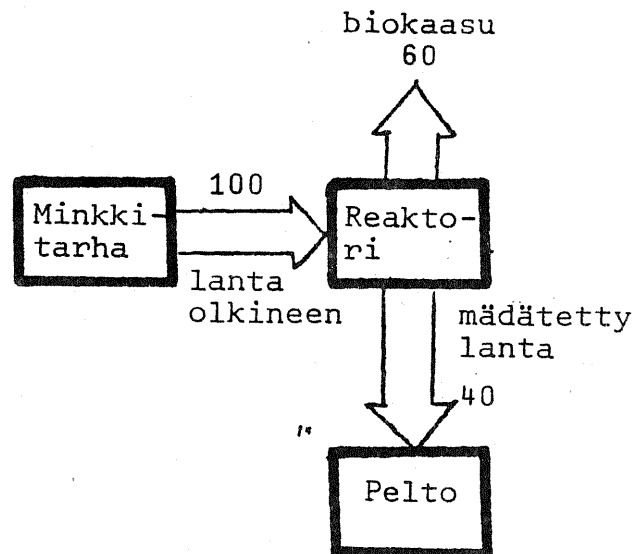 biokaasu
60
100
Minkki-
tarha
Reakto-
ri
lanta
olkineen
mädätetty
lanta
40
Pelto